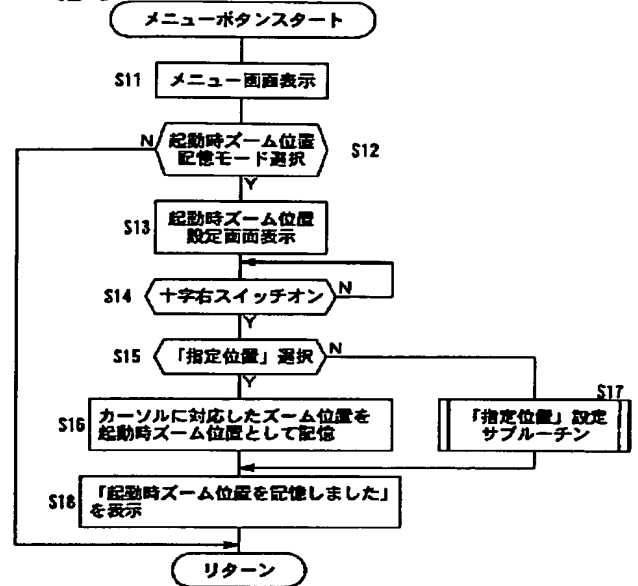 メニューボタンスタート
S11
メニュー画面表示
N
起動時ズーム位置
記憶モード選択
S12
Y
S13
起動時ズーム位置
設定画面表示
S14
十字右スイッチオン
N
Y
S15
「指定位置」選択
N
Y
S16
カーソルに対応したズーム位置を
起動時ズーム位置として記憶
S17
「指定位置」設定
サブルーチン
S18
「起動時ズーム位置を記憶しました」
を表示
リターン